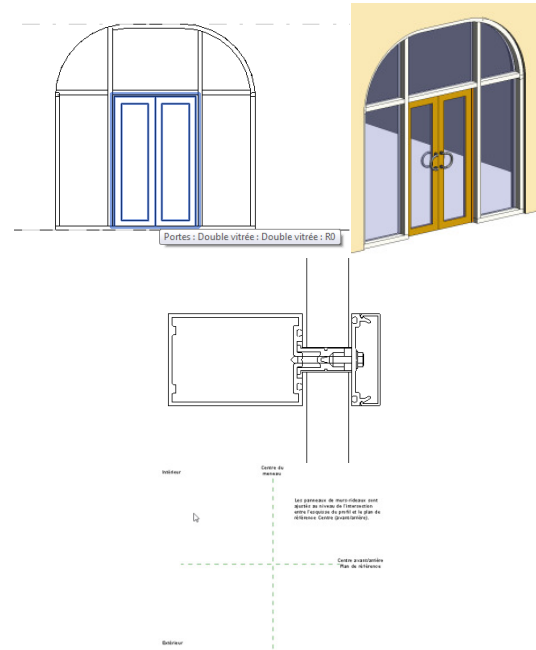 Portes : Double vitrée : Double vitrée : R0
Intérieur
Centre du
meneau
Les panneaux de murs-rideaux sont
ajustés au niveau de l'intersection
entre l'esquisse du profil et le plan de
référence Centre (avant/arrière).
Centre avant/arrière
Plan de référence
Extérieur